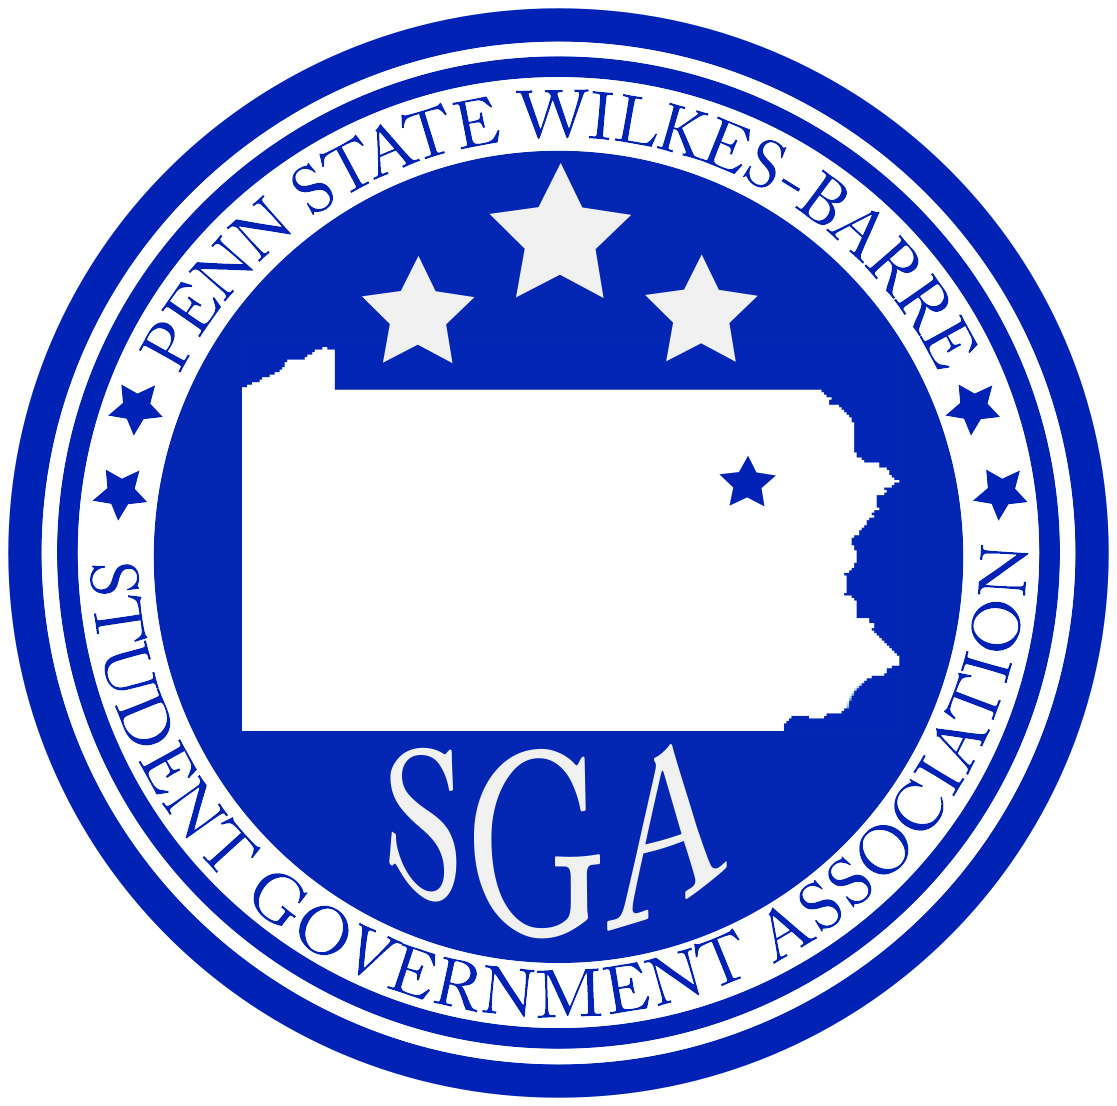 PENN STATE WILKES-BARRE
SGA
STUDENT GOVERNMENT ASSOCIATION